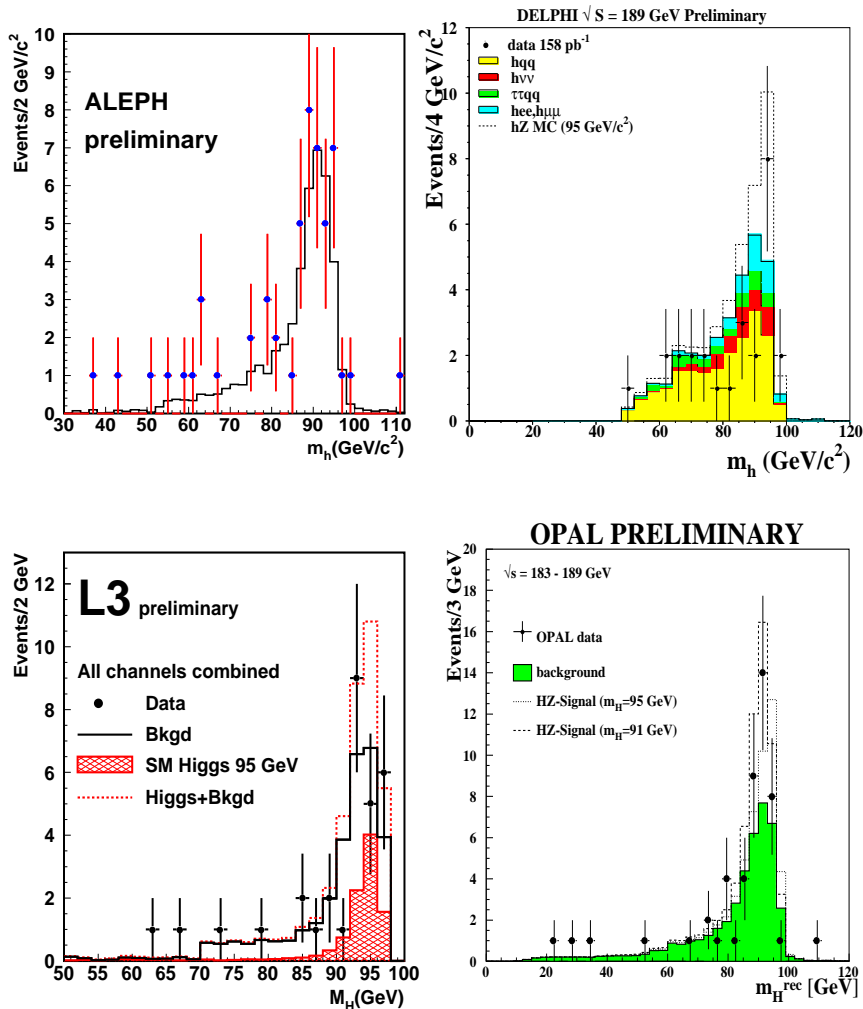 ALEPH
preliminary
Events/2 GeV/c²
10
9
8
7
6
5
4
3
2
1
0
30 40 50 60 70 80 90 100 110
m_h(GeV/c²)
DELPHI √ S = 189 GeV Preliminary
Events/4 GeV/c²
12
10
8
6
4
2
0
data 158 pb⁻¹
hqq
hνν
ττqq
hee,hμμ
hZ MC (95 GeV/c²)
0 20 40 60 80 100 120
m_h (GeV/c²)
L3 preliminary
Events/2 GeV
12
10
8
6
4
2
0
All channels combined
Data
Bkgd
SM Higgs 95 GeV
Higgs+Bkgd
50 55 60 65 70 75 80 85 90 95 100
M_H(GeV)
OPAL PRELIMINARY
Events/3 GeV
20
18
16
14
12
10
8
6
4
2
0
√s = 183 - 189 GeV
OPAL data
background
HZ-Signal (m_H=95 GeV)
HZ-Signal (m_H=91 GeV)
0 20 40 60 80 100 120
m_H^rec [GeV]